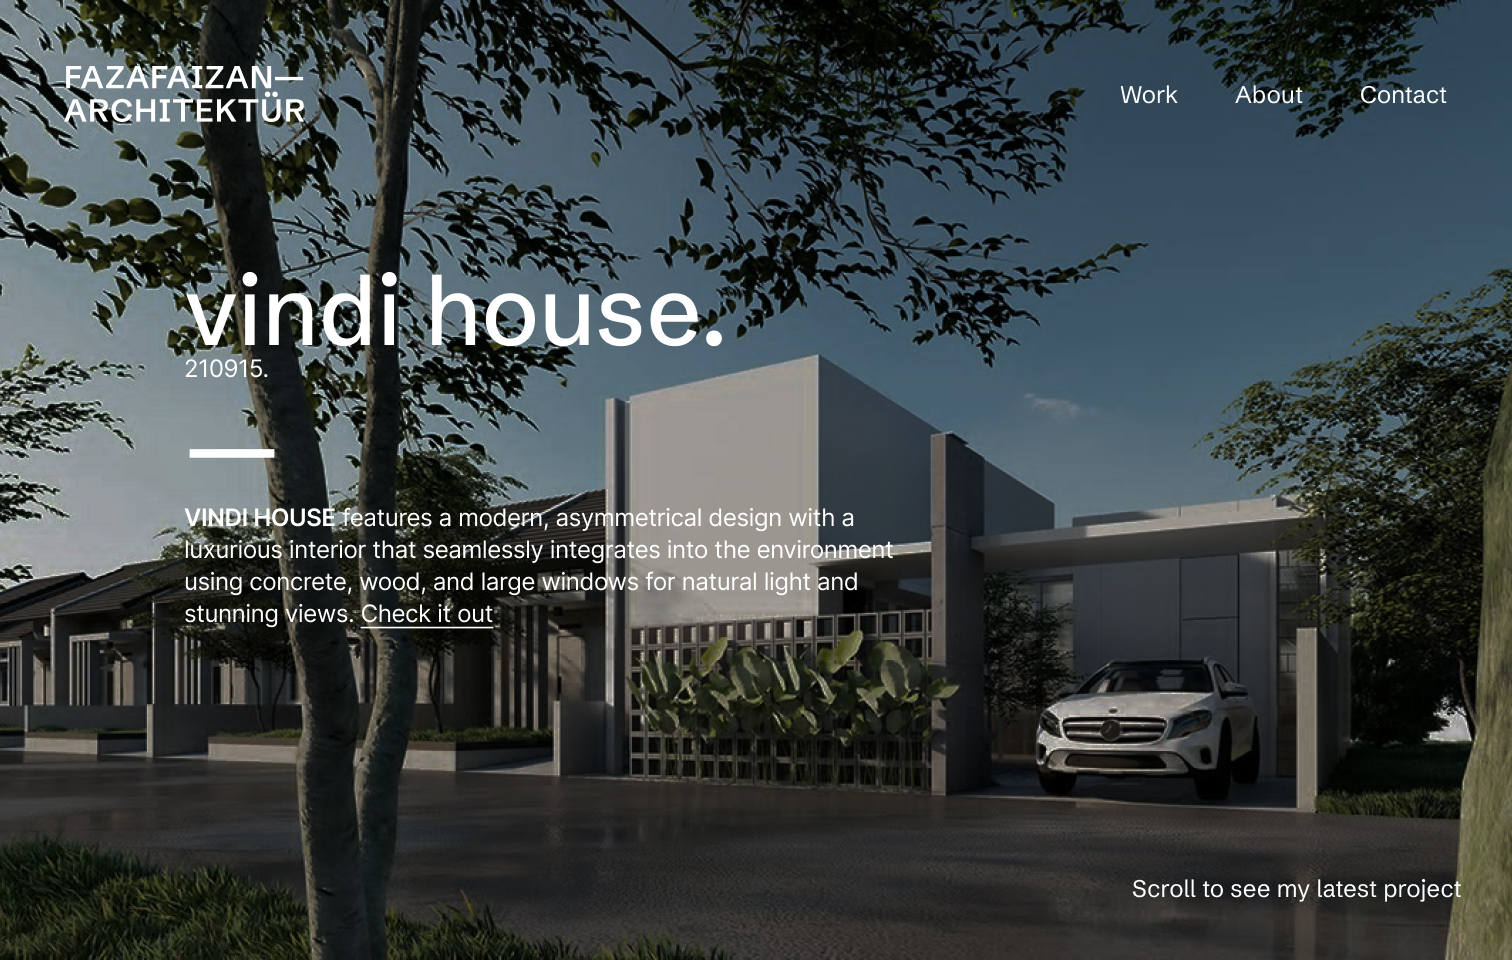 FAZAFAIZAN—
ARCHITEKTÜR
Work
About
Contact
vindi house.
210915.
VINDI HOUSE features a modern, asymmetrical design with a
luxurious interior that seamlessly integrates into the environment
using concrete, wood, and large windows for natural light and
stunning views. Check it out
Scroll to see my latest project